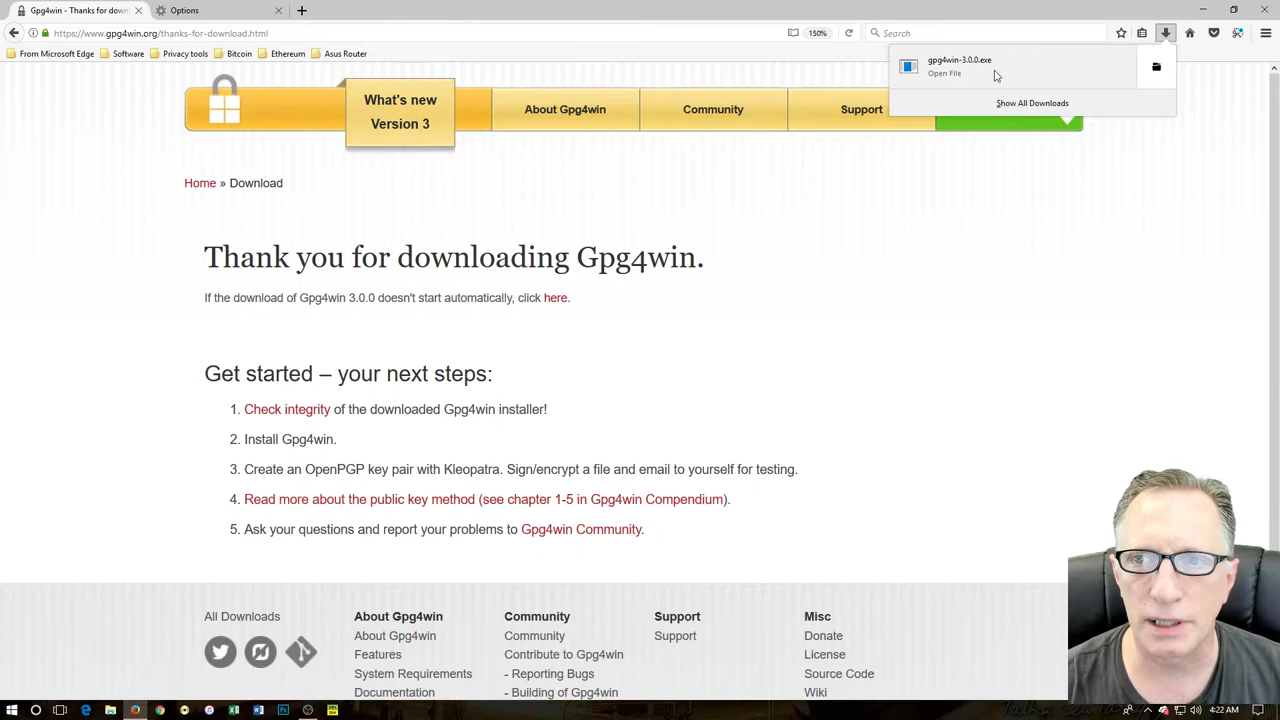 Gpg4win - Thanks for down
Options
https://www.gpg4win.org/thanks-for-download.html
150%
Search
From Microsoft Edge
Software
Privacy tools
Bitcoin
Ethereum
Asus Router
gpg4win-3.0.0.exe
Open File
Show All Downloads
What's new
Version 3
About Gpg4win
Community
Support
Home » Download
Thank you for downloading Gpg4win.
If the download of Gpg4win 3.0.0 doesn't start automatically, click here.
Get started – your next steps:
1. Check integrity of the downloaded Gpg4win installer!
2. Install Gpg4win.
3. Create an OpenPGP key pair with Kleopatra. Sign/encrypt a file and email to yourself for testing.
4. Read more about the public key method (see chapter 1-5 in Gpg4win Compendium).
5. Ask your questions and report your problems to Gpg4win Community.
All Downloads
About Gpg4win
About Gpg4win
Features
System Requirements
Documentation
Community
Community
Contribute to Gpg4win
- Reporting Bugs
- Building of Gpg4win
Support
Support
Misc
Donate
License
Source Code
Wiki
4:22 AM